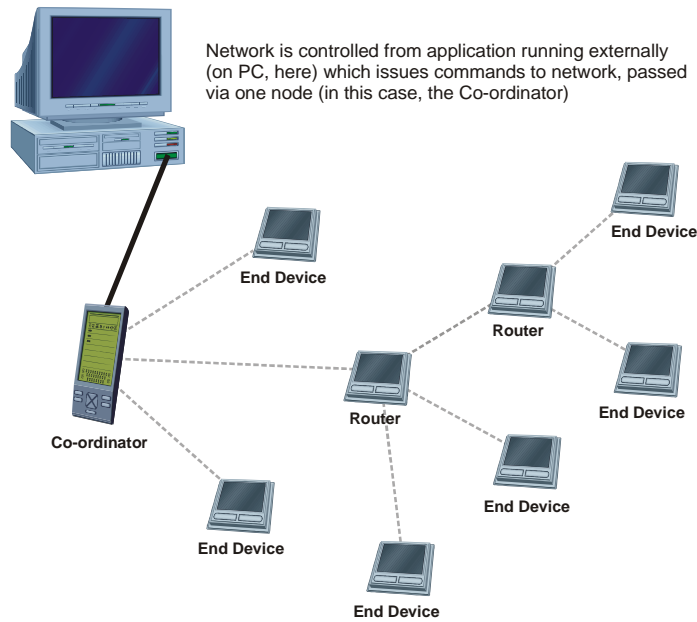 Network is controlled from application running externally
(on PC, here) which issues commands to network, passed
via one node (in this case, the Co-ordinator)
End Device
End Device
Router
End Device
Router
Co-ordinator
End Device
End Device
End Device